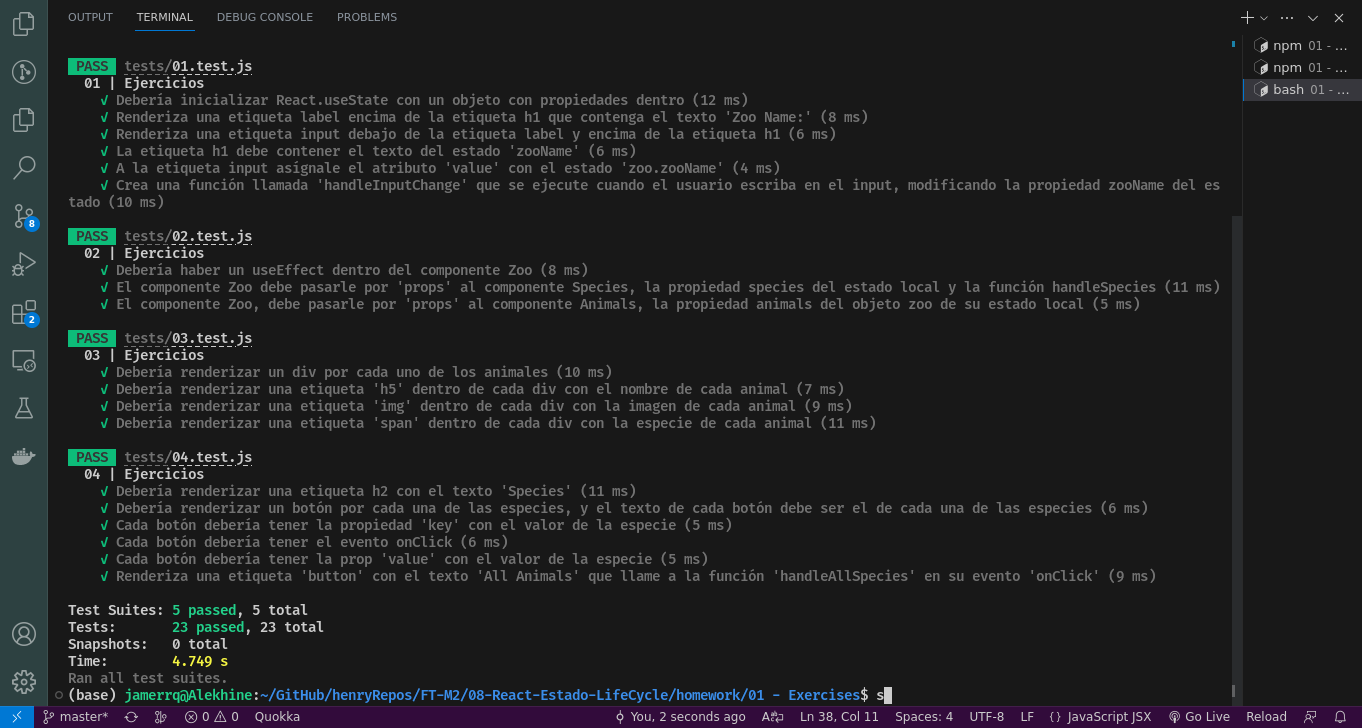 OUTPUT TERMINAL DEBUG CONSOLE PROBLEMS
npm 01 - ...
npm 01 - ...
bash 01 - ...
PASS tests/01.test.js
01 | Ejercicios
√ Debería inicializar React.useState con un objeto con propiedades dentro (12 ms)
√ Renderiza una etiqueta label encima de la etiqueta h1 que contenga el texto 'Zoo Name:' (8 ms)
√ Renderiza una etiqueta input debajo de la etiqueta label y encima de la etiqueta h1 (6 ms)
√ La etiqueta h1 debe contener el texto del estado 'zooName' (6 ms)
√ A la etiqueta input asígnale el atributo 'value' con el estado 'zoo.zooName' (4 ms)
√ Crea una función llamada 'handleInputChange' que se ejecute cuando el usuario escriba en el input, modificando la propiedad zooName del es
tado (10 ms)
PASS tests/02.test.js
02 | Ejercicios
√ Debería haber un useEffect dentro del componente Zoo (8 ms)
√ El componente Zoo debe pasarle por 'props' al componente Species, la propiedad species del estado local y la función handleSpecies (11 ms)
√ El componente Zoo, debe pasarle por 'props' al componente Animals, la propiedad animals del objeto zoo de su estado local (5 ms)
PASS tests/03.test.js
03 | Ejercicios
√ Debería renderizar un div por cada uno de los animales (10 ms)
√ Debería renderizar una etiqueta 'h5' dentro de cada div con el nombre de cada animal (7 ms)
√ Debería renderizar una etiqueta 'img' dentro de cada div con la imagen de cada animal (9 ms)
√ Debería renderizar una etiqueta 'span' dentro de cada div con la especie de cada animal (11 ms)
PASS tests/04.test.js
04 | Ejercicios
√ Debería renderizar una etiqueta h2 con el texto 'Species' (11 ms)
√ Debería renderizar un botón por cada una de las especies, y el texto de cada botón debe ser el de cada una de las especies (6 ms)
√ Cada botón debería tener la propiedad 'key' con el valor de la especie (5 ms)
√ Cada botón debería tener el evento onClick (6 ms)
√ Cada botón debería tener la prop 'value' con el valor de la especie (5 ms)
√ Renderiza una etiqueta 'button' con el texto 'All Animals' que llame a la función 'handleAllSpecies' en su evento 'onClick' (9 ms)
Test Suites: 5 passed, 5 total
Tests: 23 passed, 23 total
Snapshots: 0 total
Time: 4.749 s
Ran all test suites.
(base) jamerrq@Alekhine:~/GitHub/henryRepos/FT-M2/08-React-Estado-LifeCycle/homework/01 - Exercises$ s
8
2
master* 0 0 Quokka You, 2 seconds ago Ln 38, Col 11 Spaces: 4 UTF-8 LF {} JavaScript JSX Go Live Reload